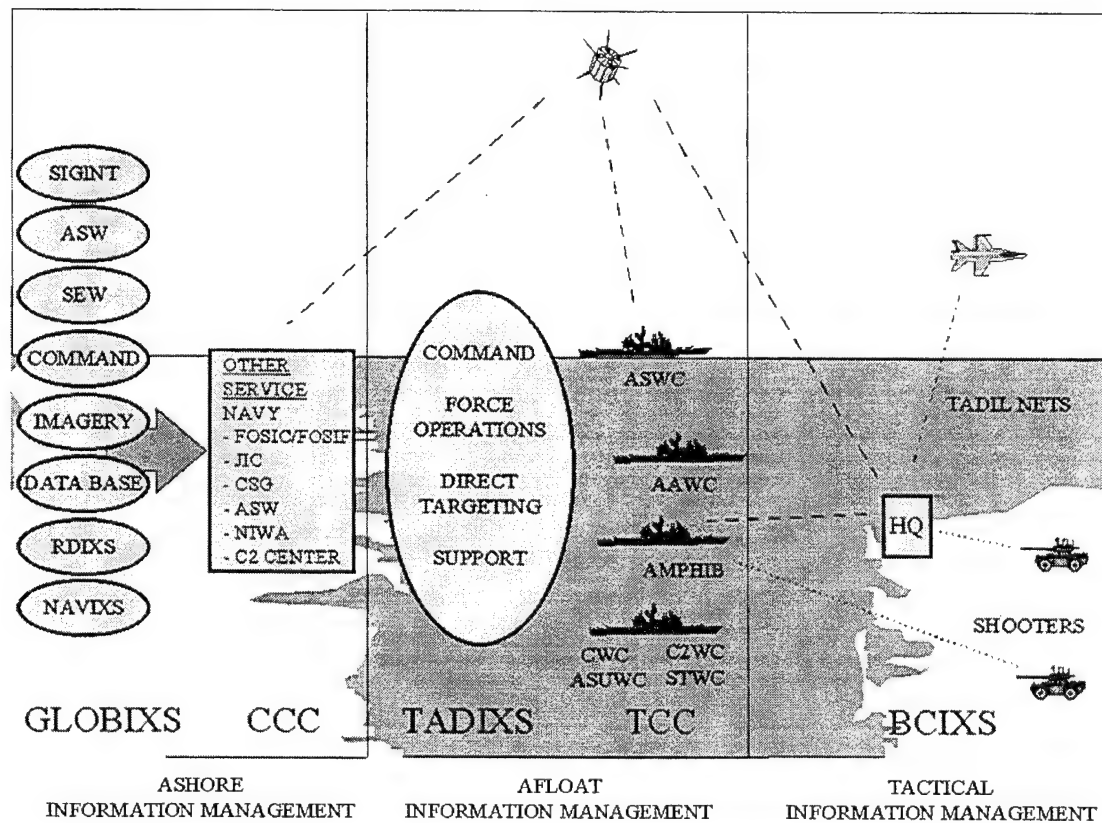 SIGINT
ASW
SEW
COMMAND
IMAGERY
DATA BASE
RDIXS
NAVIXS
OTHER
SERVICE
NAVY
- FOSIC/FOSIF
- JIC
- CSG
- ASW
- NIWA
- C2 CENTER
COMMAND
FORCE
OPERATIONS
DIRECT
TARGETING
SUPPORT
ASWC
AAWC
AMPHIB
CWC C2WC
ASUWC STWC
TADIL NETS
HQ
SHOOTERS
GLOBIXS CCC TADIXS TCC BCIXS
ASHORE
INFORMATION MANAGEMENT
AFLOAT
INFORMATION MANAGEMENT
TACTICAL
INFORMATION MANAGEMENT